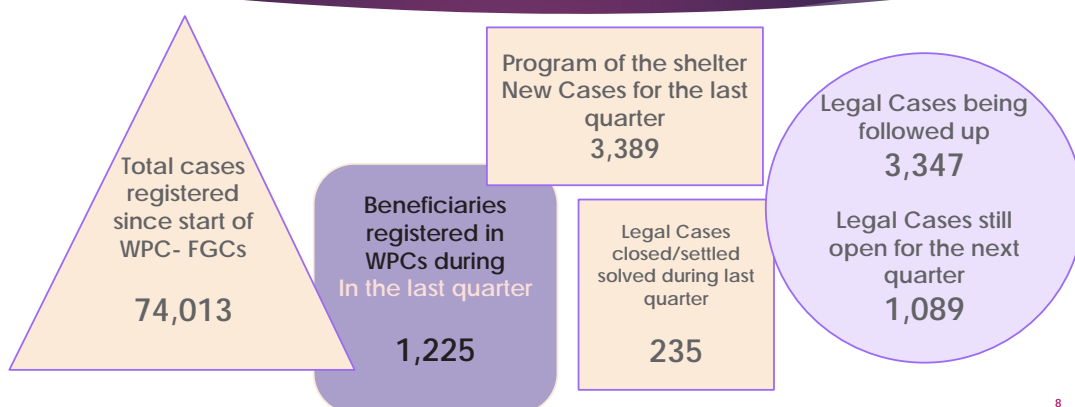 Total cases
registered
since start of
WPC- FGCs
74,013
Beneficiaries
registered in
WPCs during
In the last quarter
1,225
Program of the shelter
New Cases for the last
quarter
3,389
Legal Cases
closed/settled
solved during last
quarter
235
Legal Cases being
followed up
3,347
Legal Cases still
open for the next
quarter
1,089
8